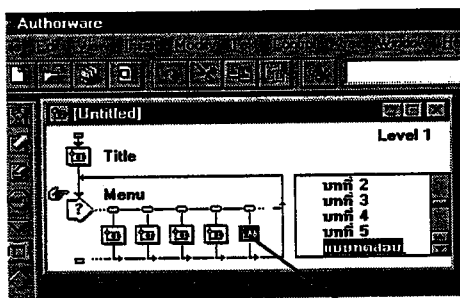 Authorware
[Untitled]
Level 1
Title
Menu
?
บทที่ 2
บทที่ 3
บทที่ 4
บทที่ 5
แบบทดสอบ